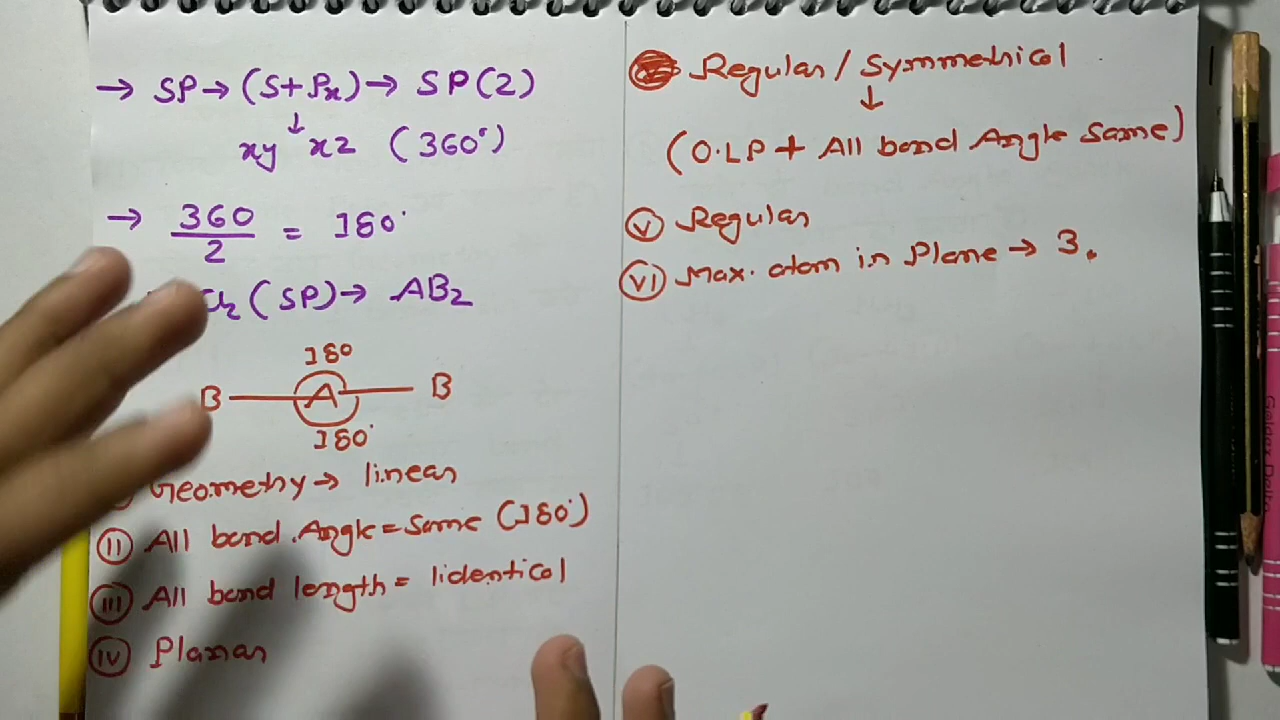 → SP → (S+Px) → SP(2)
↓
xy xz (360°)
→ 360/2 = 180°
(SP) → AB2
180
B A B
180°
Geometry → linear
(II) All bond. Angle = Same (180°)
(III) All bond length = Iidentical
(IV) Planar
Regular / Symmetrical
↓
(0.LP + All bond Angle Same)
(V) Regular
(VI) Max. atom in Plane → 3.